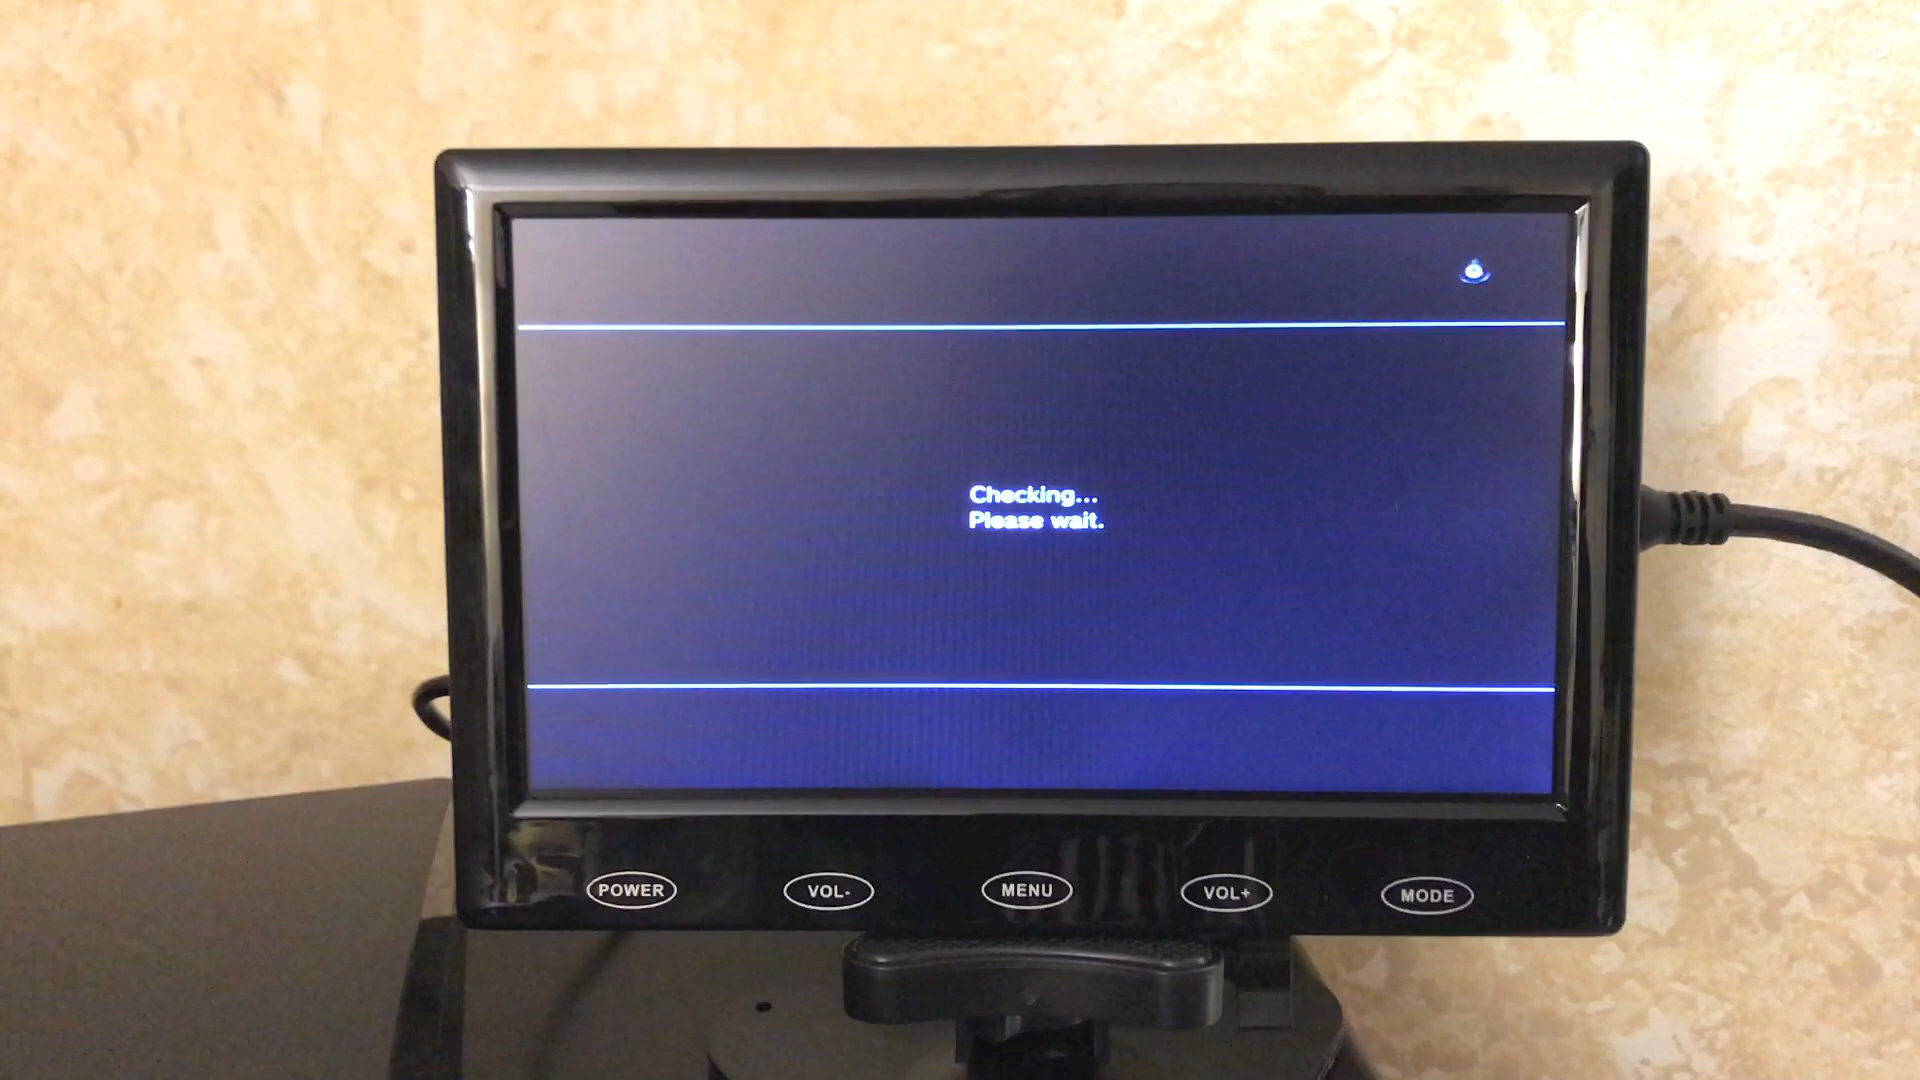 Checking...
Please wait.
POWER
VOL-
MENU
VOL+
MODE